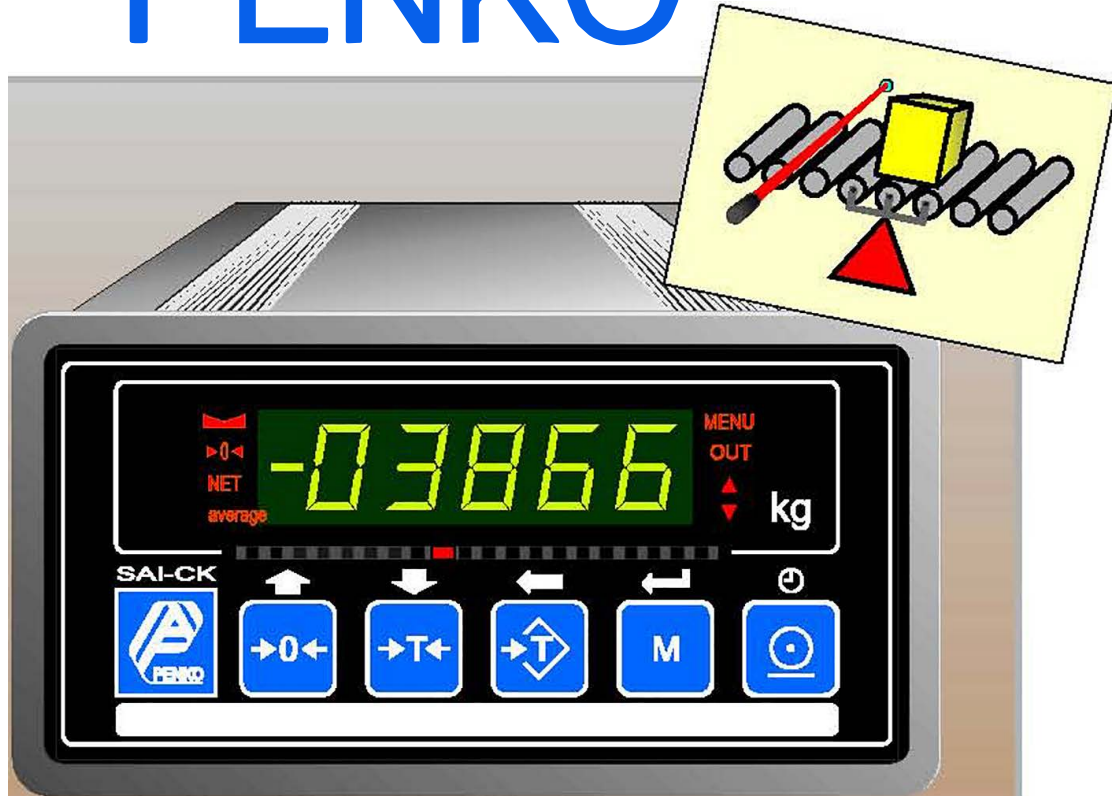 PENKO
MENU
→0←
OUT
NET
-03866
average
kg
SAI-CK
→0←
→T←
→T
M
PENKO